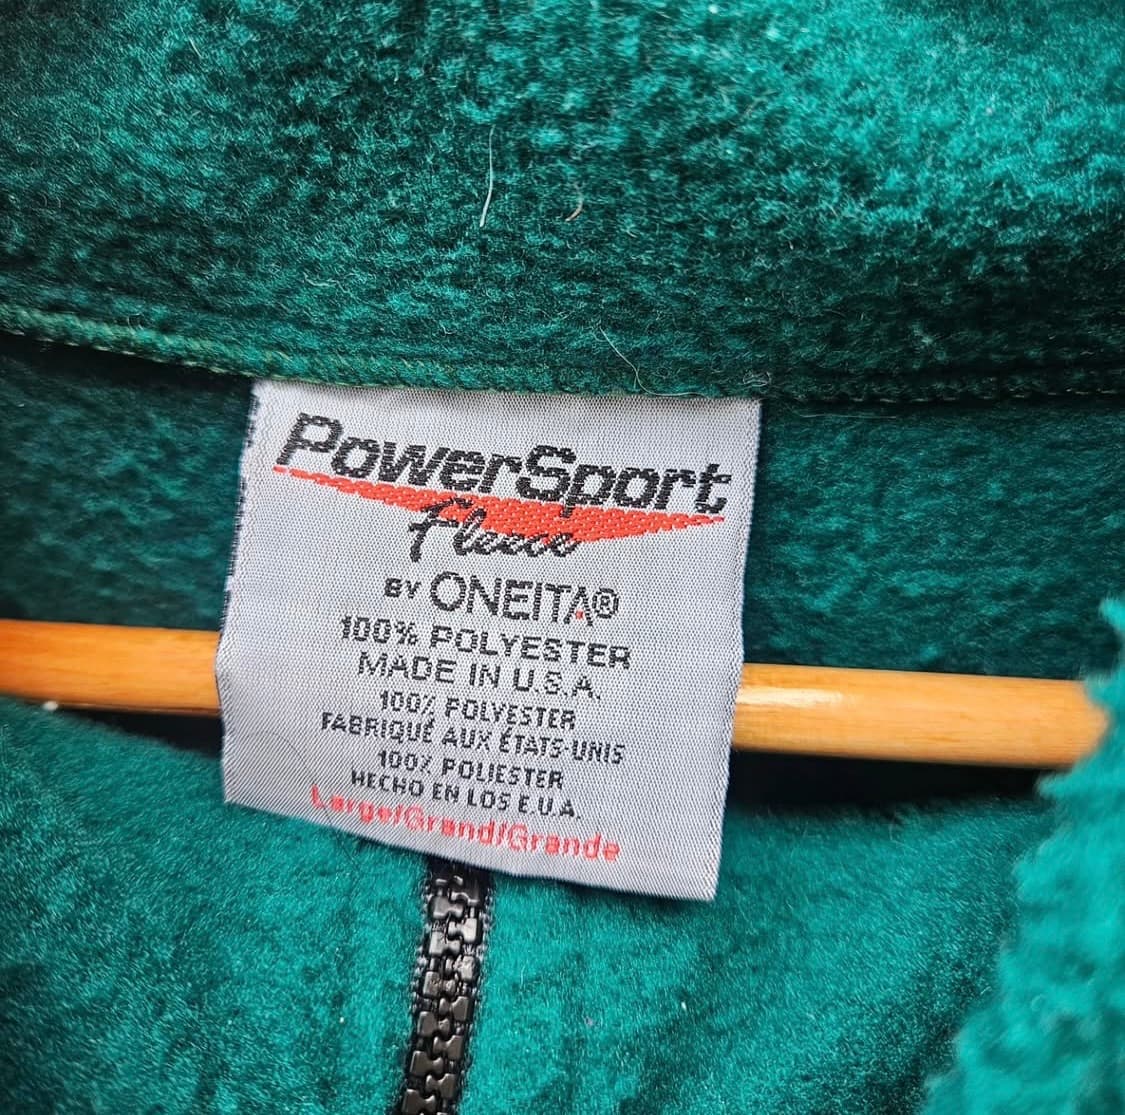 PowerSport
Fleece
BY ONEITA®
100% POLYESTER
MADE IN U.S.A.
100% POLYESTER
FABRIQUÉ AUX ÉTATS-UNIS
100% POLIESTER
HECHO EN LOS E.U.A.
Large/Grand/Grande